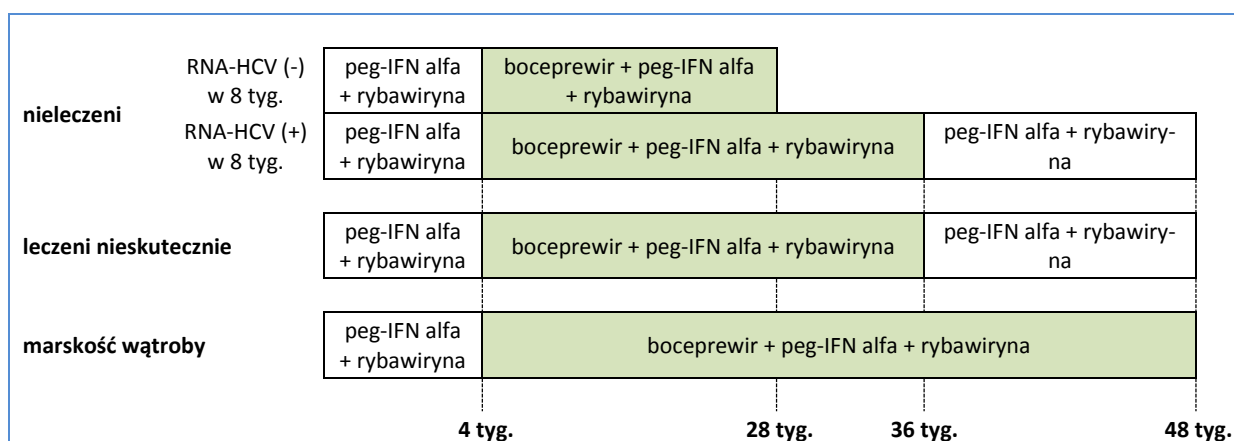 RNA-HCV (-)
w 8 tyg.
peg-IFN alfa
+ rybawiryna
boceprewir + peg-IFN alfa
+ rybawiryna
nieleczeni
RNA-HCV (+)
w 8 tyg.
peg-IFN alfa
+ rybawiryna
boceprewir + peg-IFN alfa + rybawiryna
peg-IFN alfa + rybawiry-
na
leczeni nieskutecznie
peg-IFN alfa
+ rybawiryna
boceprewir + peg-IFN alfa + rybawiryna
peg-IFN alfa + rybawiry-
na
marskość wątroby
peg-IFN alfa
+ rybawiryna
boceprewir + peg-IFN alfa + rybawiryna
4 tyg. 28 tyg. 36 tyg. 48 tyg.